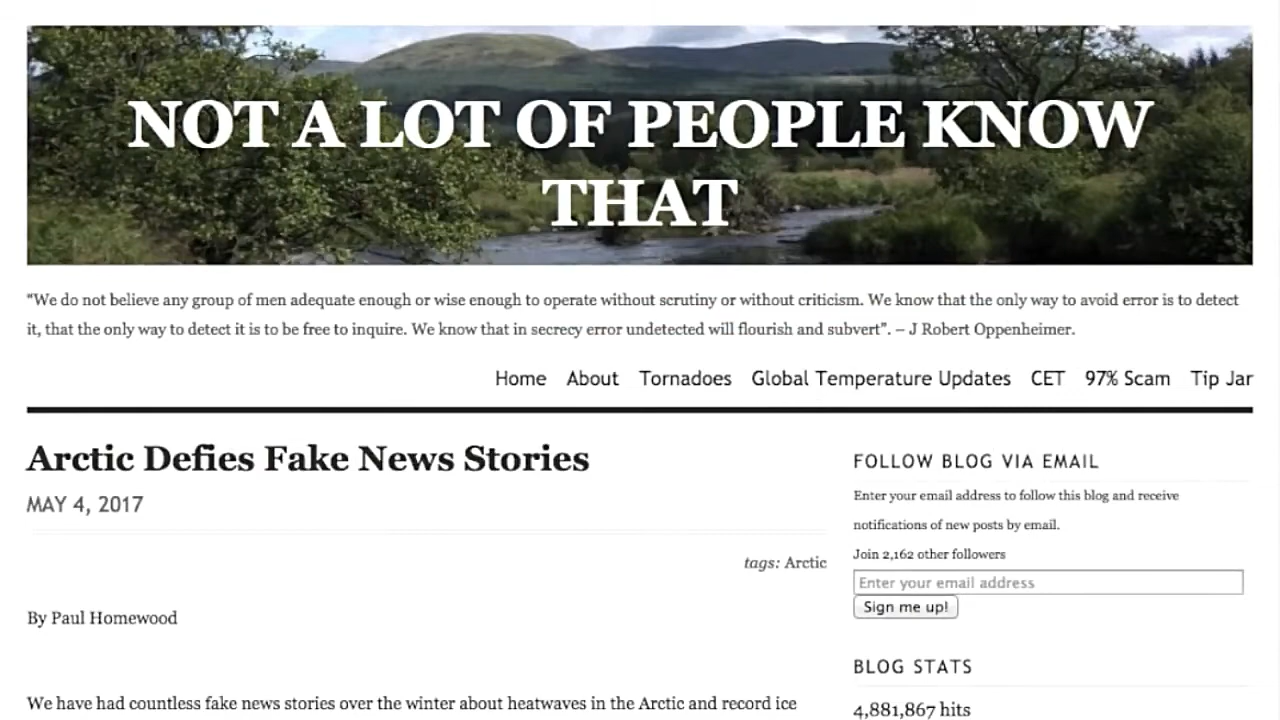 NOT A LOT OF PEOPLE KNOW
THAT
"We do not believe any group of men adequate enough or wise enough to operate without scrutiny or without criticism. We know that the only way to avoid error is to detect
it, that the only way to detect it is to be free to inquire. We know that in secrecy error undetected will flourish and subvert". – J Robert Oppenheimer.
Home About Tornadoes Global Temperature Updates CET 97% Scam Tip Jar
Arctic Defies Fake News Stories
MAY 4, 2017
tags: Arctic
By Paul Homewood
We have had countless fake news stories over the winter about heatwaves in the Arctic and record ice
FOLLOW BLOG VIA EMAIL
Enter your email address to follow this blog and receive
notifications of new posts by email.
Join 2,162 other followers
Enter your email address
Sign me up!
BLOG STATS
4,881,867 hits